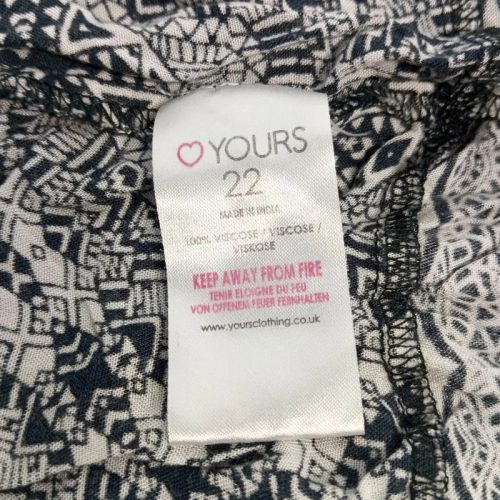 YOURS
22
MADE IN INDIA
100% VISCOSE / VISCOSE /
VISKOSE
KEEP AWAY FROM FIRE
TENIR ELOIGNE DU FEU
VON OFFENEM FEUER FERNHALTEN
www.yoursclothing.co.uk